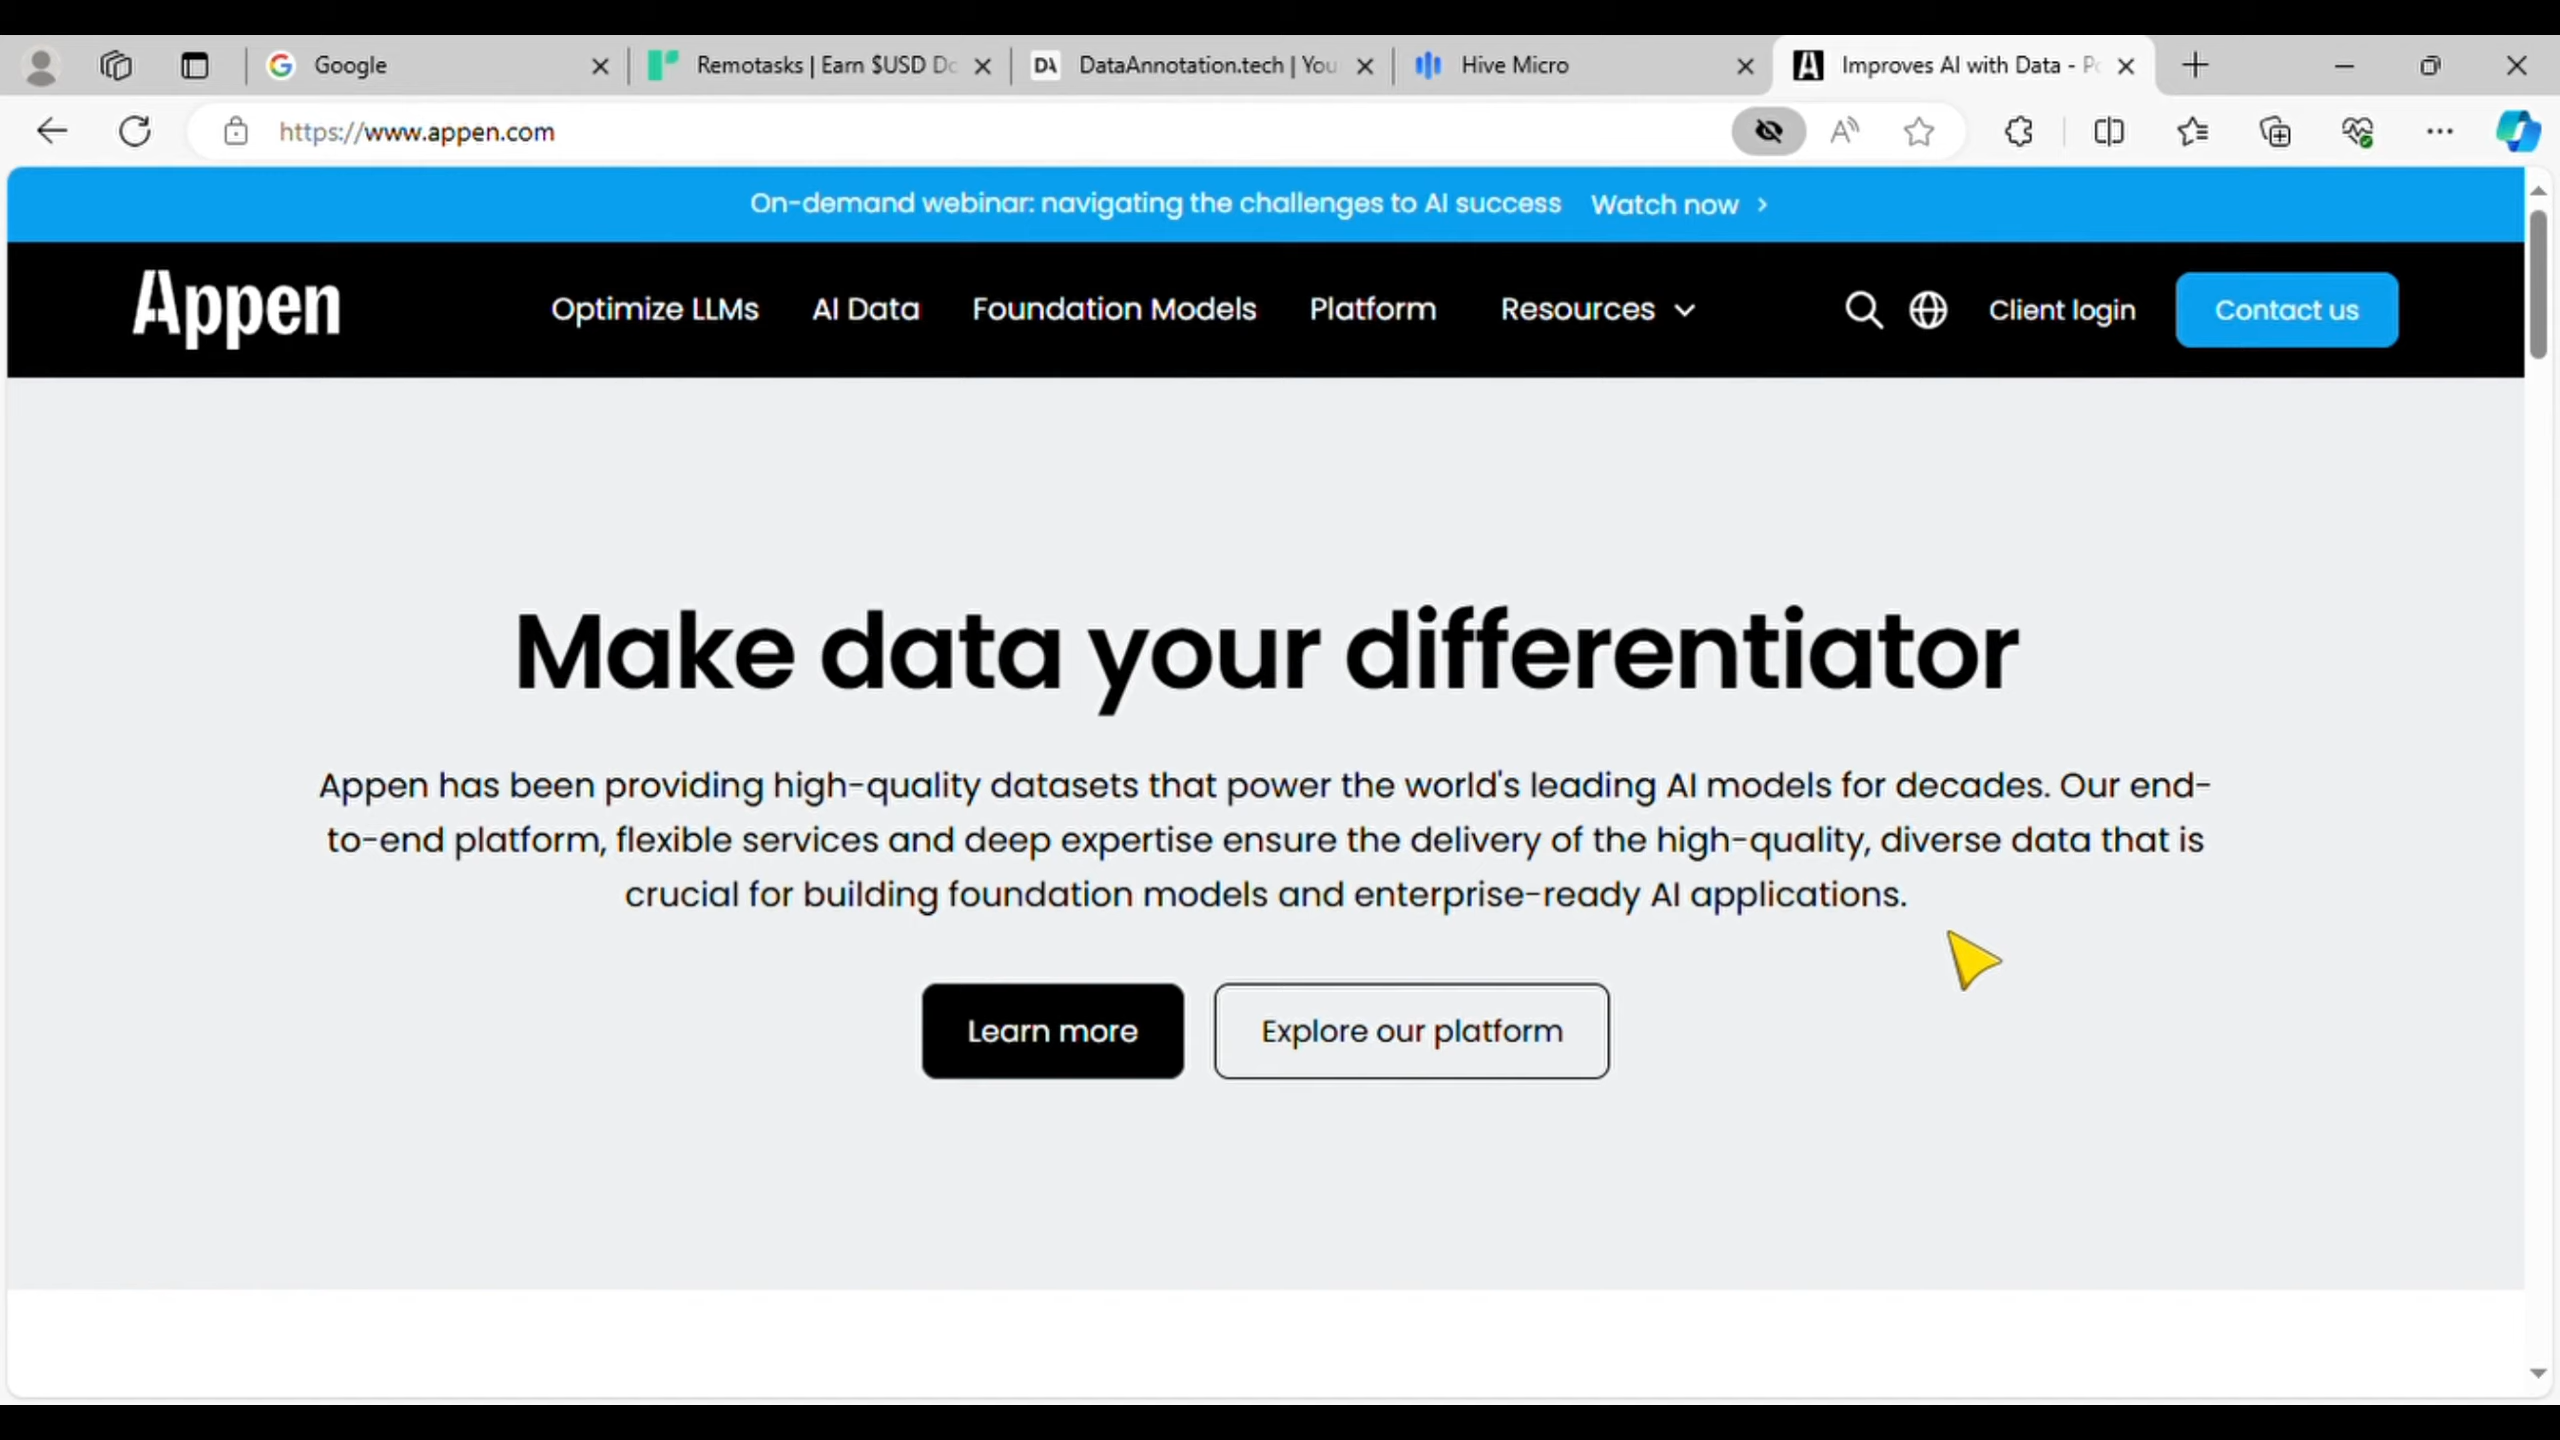 Google
Remotasks | Earn $USD Do
DataAnnotation.tech | You
Hive Micro
Improves AI with Data - Po
https://www.appen.com
On-demand webinar: navigating the challenges to AI success Watch now
Appen
Optimize LLMs
AI Data
Foundation Models
Platform
Resources
Client login
Contact us
Make data your differentiator
Appen has been providing high-quality datasets that power the world's leading AI models for decades. Our end-
to-end platform, flexible services and deep expertise ensure the delivery of the high-quality, diverse data that is
crucial for building foundation models and enterprise-ready AI applications.
Learn more
Explore our platform